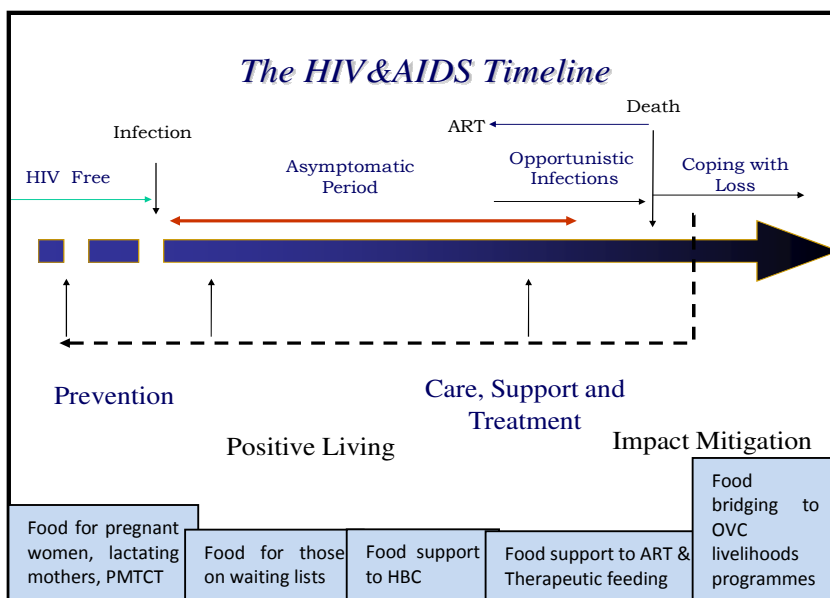 The HIV&AIDS Timeline
Death
Infection
ART
Asymptomatic
Period
Opportunistic
Infections
Coping with
Loss
HIV Free
Prevention
Care, Support and
Treatment
Positive Living
Impact Mitigation
Food for pregnant
women, lactating
mothers, PMTCT
Food for those
on waiting lists
Food support
to HBC
Food support to ART &
Therapeutic feeding
Food
bridging to
OVC
livelihoods
programmes